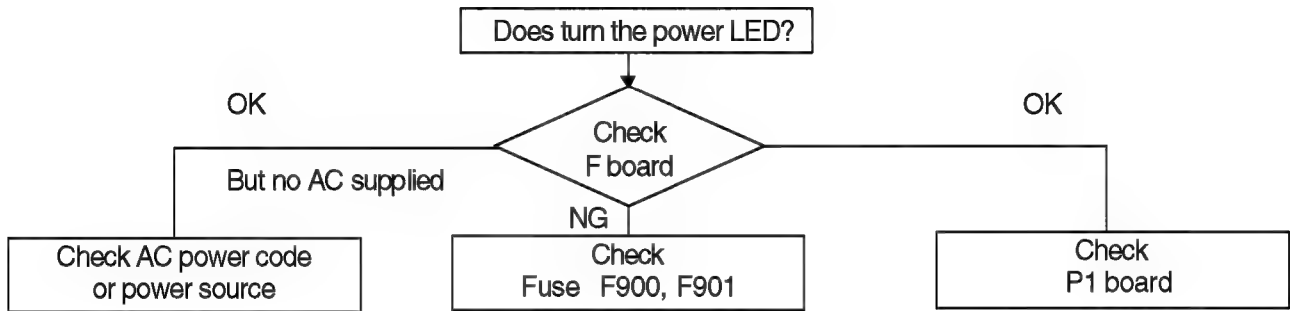 Does turn the power LED?
OK
OK
Check
F board
But no AC supplied
NG
Check AC power code
or power source
Check
Fuse F900, F901
Check
P1 board